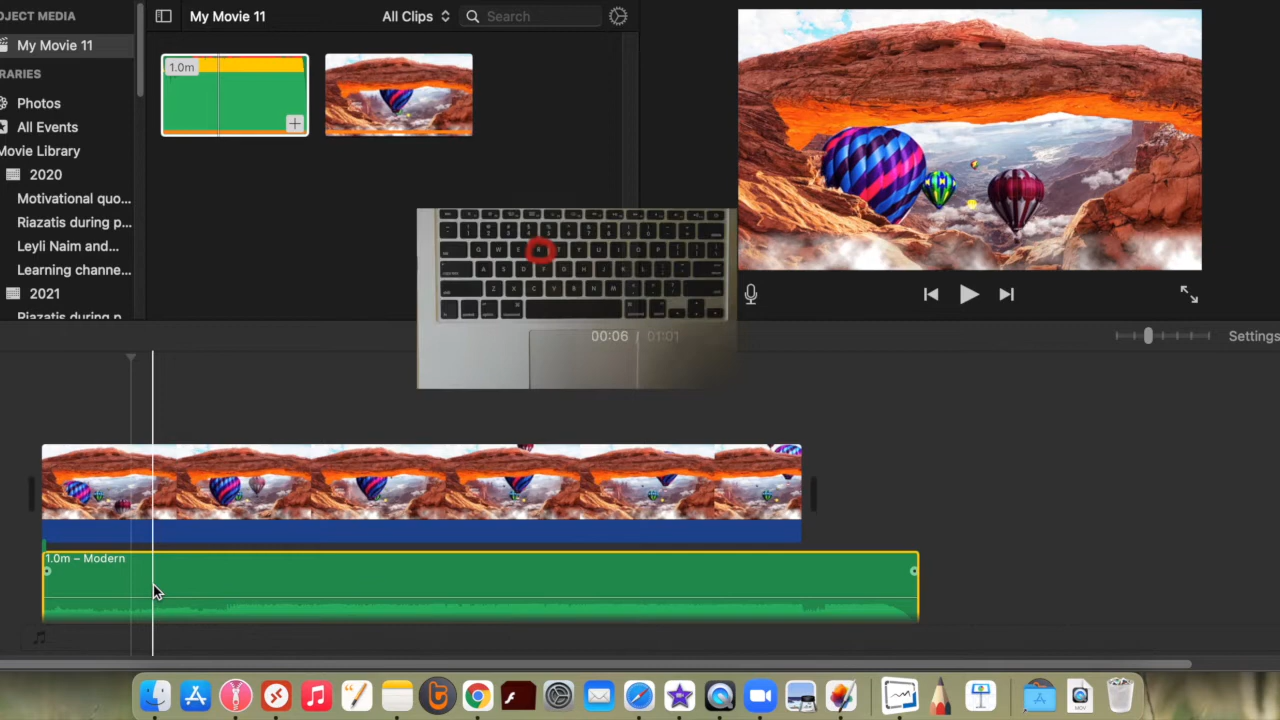 OJECT MEDIA
My Movie 11
All Clips
Search
My Movie 11
RARIES
Photos
All Events
Movie Library
2020
Motivational quo...
Riazatis during p...
Leyli Naim and...
Learning channe...
2021
Riazatis during p...
1.0m
00:06 / 01:01
Settings
1.0m – Modern